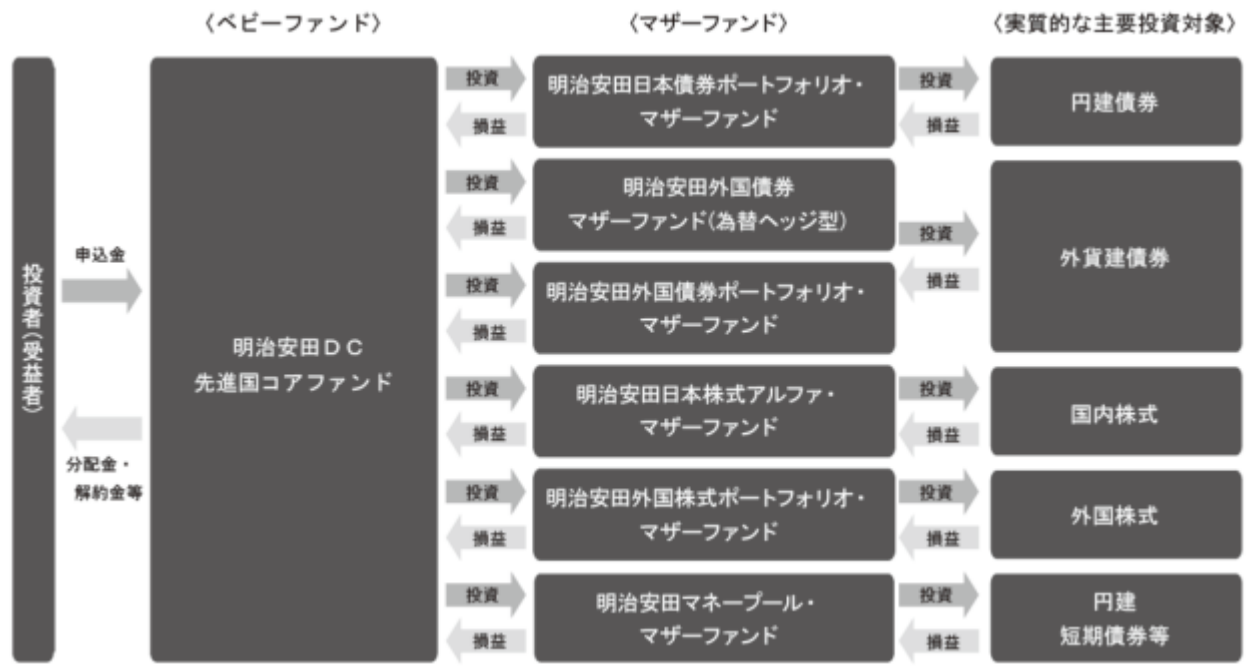 〈ベビーファンド〉
〈マザーファンド〉
〈実質的な主要投資対象〉
投資者(受益者)
申込金
分配金・
解約金等
明治安田DC
先進国コアファンド
投資
損益
明治安田日本債券ポートフォリオ・
マザーファンド
投資
損益
円建債券
投資
損益
明治安田外国債券
マザーファンド(為替ヘッジ型)
投資
損益
外貨建債券
投資
損益
明治安田外国債券ポートフォリオ・
マザーファンド
投資
損益
明治安田日本株式アルファ・
マザーファンド
投資
損益
国内株式
投資
損益
明治安田外国株式ポートフォリオ・
マザーファンド
投資
損益
外国株式
投資
損益
明治安田マネープール・
マザーファンド
投資
損益
円建
短期債券等